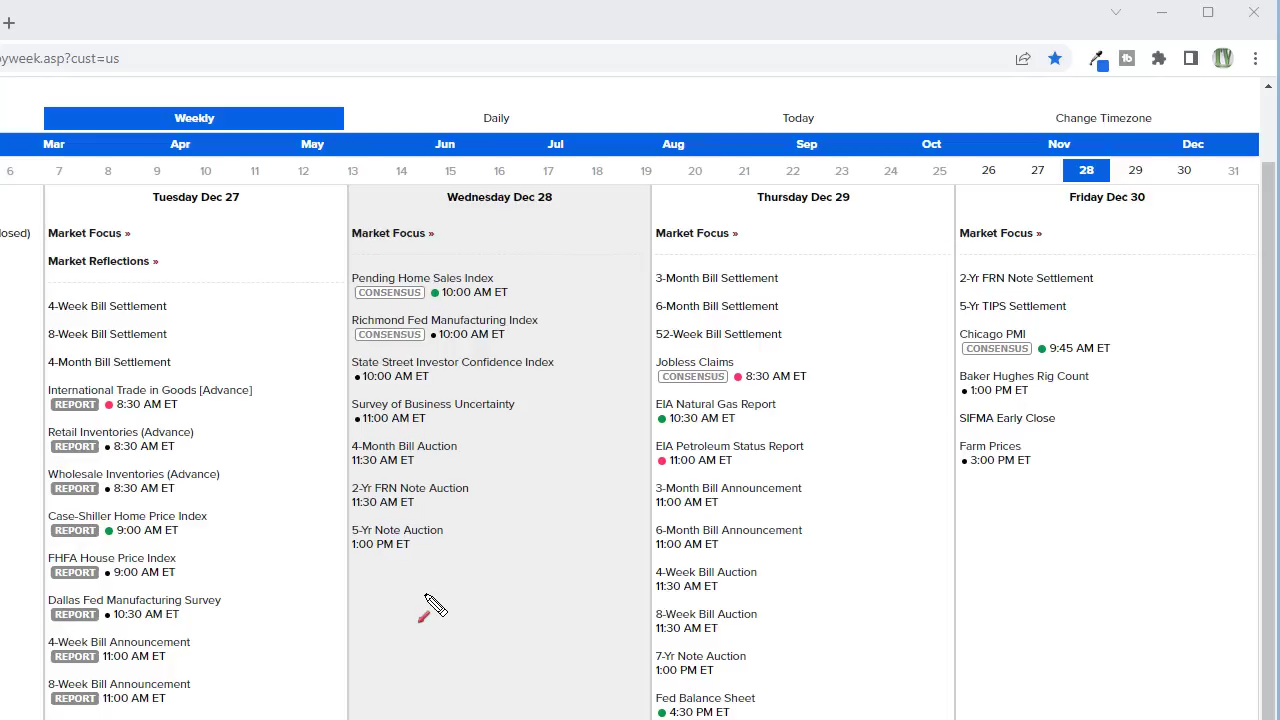 byweek.asp?cust=us
Weekly Daily Today Change Timezone
Mar Apr May Jun Jul Aug Sep Oct Nov Dec
6 7 8 9 10 11 12 13 14 15 16 17 18 19 20 21 22 23 24 25 26 27 28 29 30 31
losed)
Tuesday Dec 27
Market Focus »
Market Reflections »
4-Week Bill Settlement
8-Week Bill Settlement
4-Month Bill Settlement
International Trade in Goods [Advance]
REPORT 8:30 AM ET
Retail Inventories (Advance)
REPORT 8:30 AM ET
Wholesale Inventories (Advance)
REPORT 8:30 AM ET
Case-Shiller Home Price Index
REPORT 9:00 AM ET
FHFA House Price Index
REPORT 9:00 AM ET
Dallas Fed Manufacturing Survey
REPORT 10:30 AM ET
4-Week Bill Announcement
REPORT 11:00 AM ET
8-Week Bill Announcement
REPORT 11:00 AM ET
Wednesday Dec 28
Market Focus »
Pending Home Sales Index
CONSENSUS 10:00 AM ET
Richmond Fed Manufacturing Index
CONSENSUS 10:00 AM ET
State Street Investor Confidence Index
10:00 AM ET
Survey of Business Uncertainty
11:00 AM ET
4-Month Bill Auction
11:30 AM ET
2-Yr FRN Note Auction
11:30 AM ET
5-Yr Note Auction
1:00 PM ET
Thursday Dec 29
Market Focus »
3-Month Bill Settlement
6-Month Bill Settlement
52-Week Bill Settlement
Jobless Claims
CONSENSUS 8:30 AM ET
EIA Natural Gas Report
10:30 AM ET
EIA Petroleum Status Report
11:00 AM ET
3-Month Bill Announcement
11:00 AM ET
6-Month Bill Announcement
11:00 AM ET
4-Week Bill Auction
11:30 AM ET
8-Week Bill Auction
11:30 AM ET
7-Yr Note Auction
1:00 PM ET
Fed Balance Sheet
4:30 PM ET
Friday Dec 30
Market Focus »
2-Yr FRN Note Settlement
5-Yr TIPS Settlement
Chicago PMI
CONSENSUS 9:45 AM ET
Baker Hughes Rig Count
1:00 PM ET
SIFMA Early Close
Farm Prices
3:00 PM ET